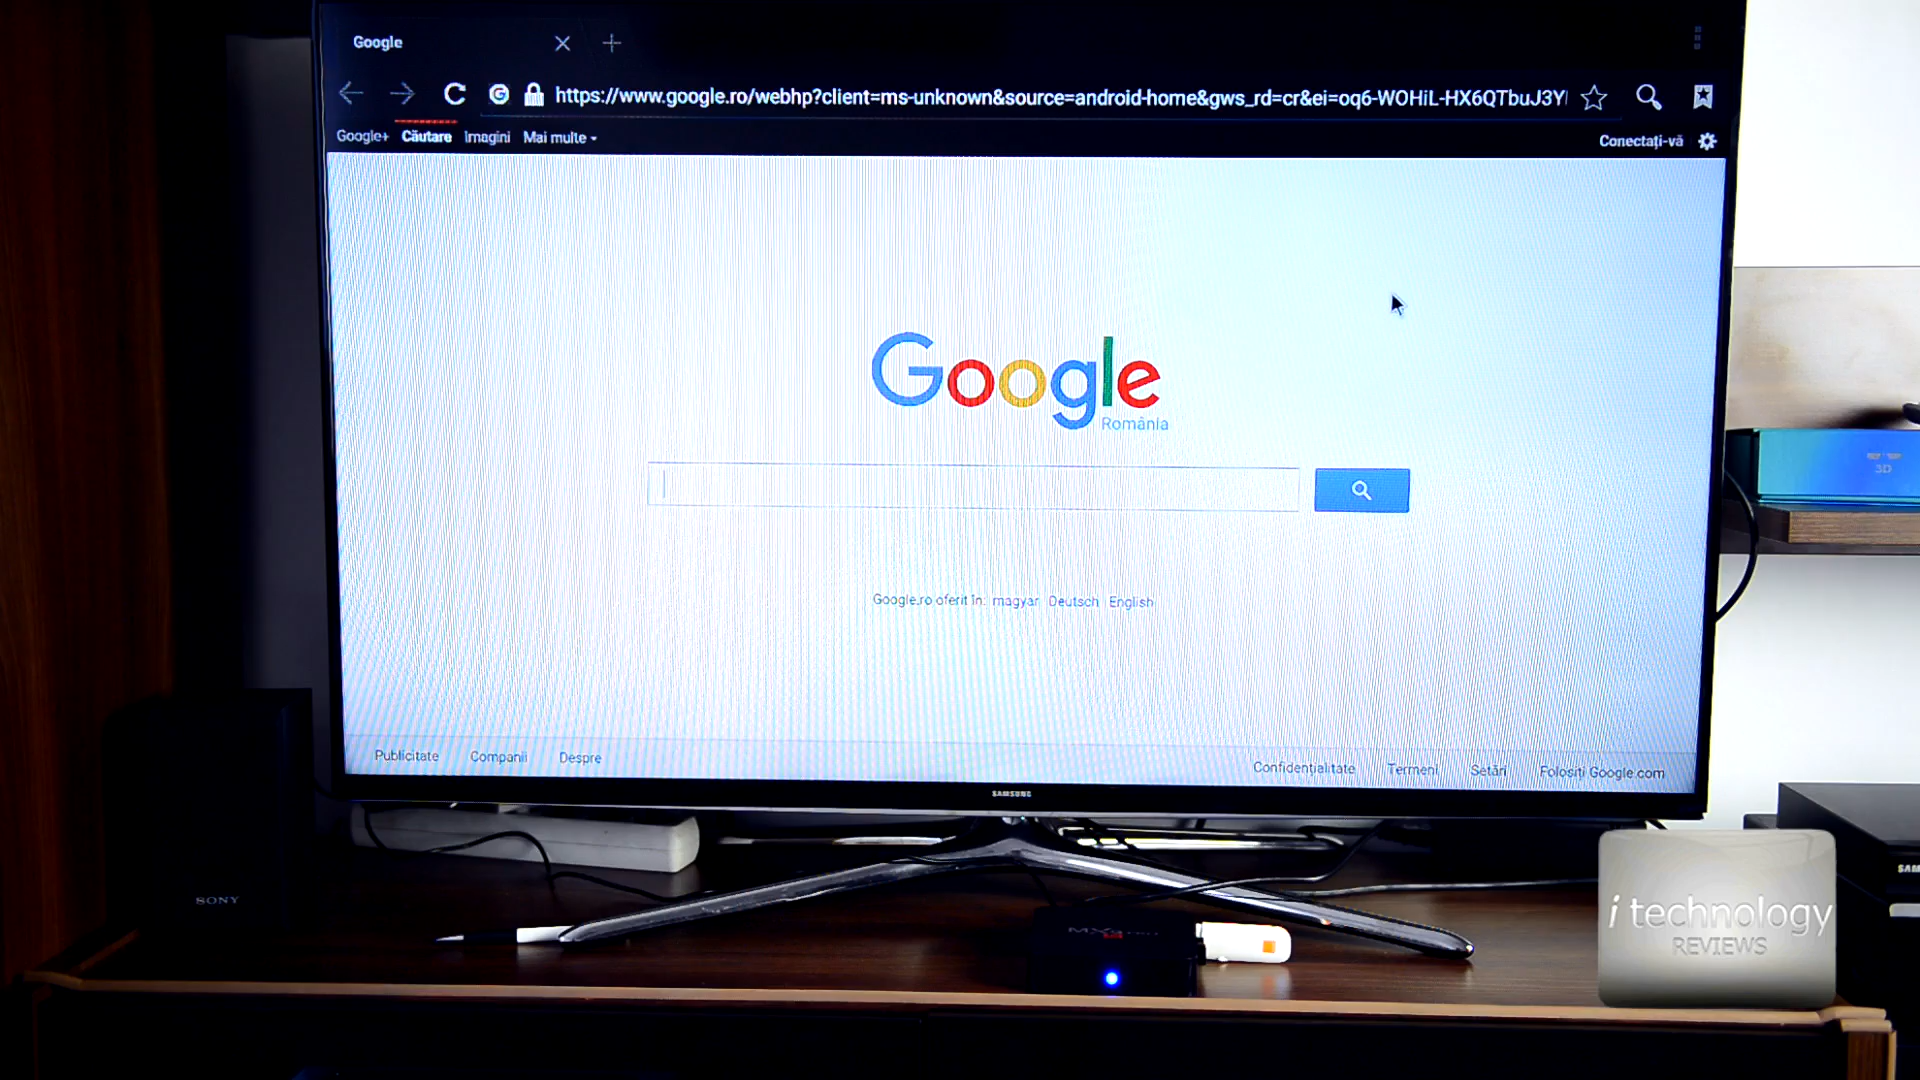 Google
https://www.google.ro/webhp?client=ms-unknown&source=android-home&gws_rd=cr&ei=oq6-WOHiL-HX6QTbuJ3Y
Google+ Căutare Imagini Mai multe
Conectați-vă
Google
România
3D
Google.ro oferit în: magyar Deutsch English
Publicitate Companii Despre
Confidențialitate Termeni Setări Folosiți Google.com
SAMSUNG
SONY
i technology
REVIEWS